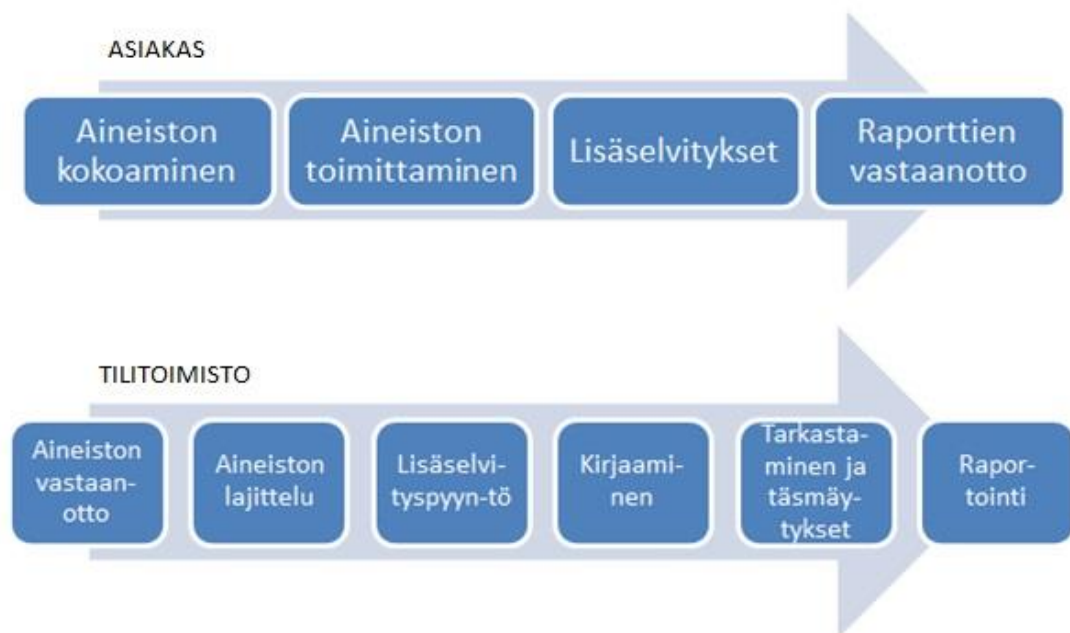 ASIAKAS
Aineiston
kokoaminen
Aineiston
toimittaminen
Lisäselvitykset
Raporttien
vastaanotto
TILITOIMISTO
Aineiston
vastaan-
otto
Aineiston
lajittelu
Lisäselvi-
tyspyyn-tö
Kirjaami-
nen
Tarkasta-
minen ja
täsmäy-
tykset
Rapor-
tointi